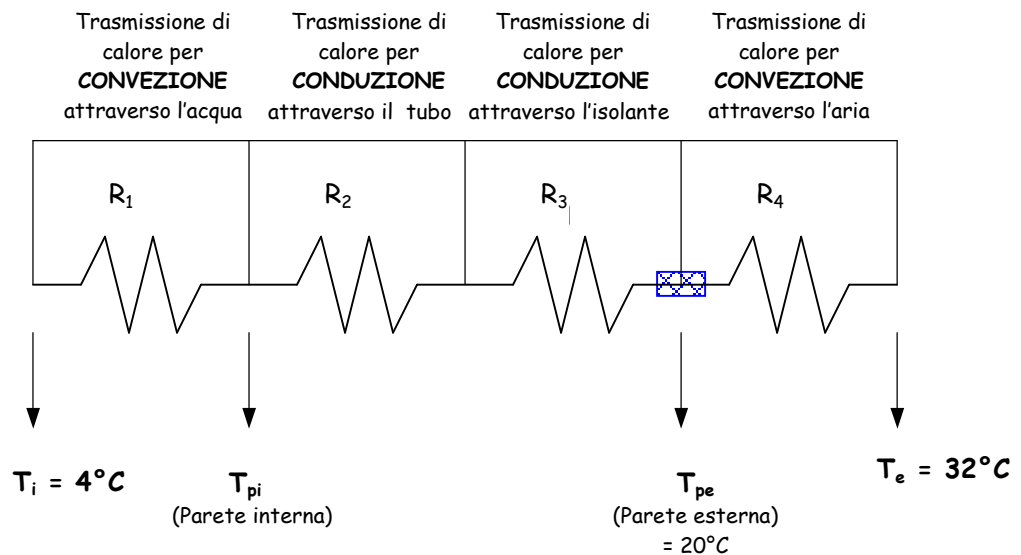 Trasmissione di
calore per
CONVEZIONE
attraverso l'acqua
Trasmissione di
calore per
CONDUZIONE
attraverso il tubo
Trasmissione di
calore per
CONDUZIONE
attraverso l'isolante
Trasmissione di
calore per
CONVEZIONE
attraverso l'aria
R₁
R₂
R₃
R₄
Tᵢ = 4°C
Tₚᵢ
(Parete interna)
Tₚₑ
(Parete esterna)
= 20°C
Tₑ = 32°C